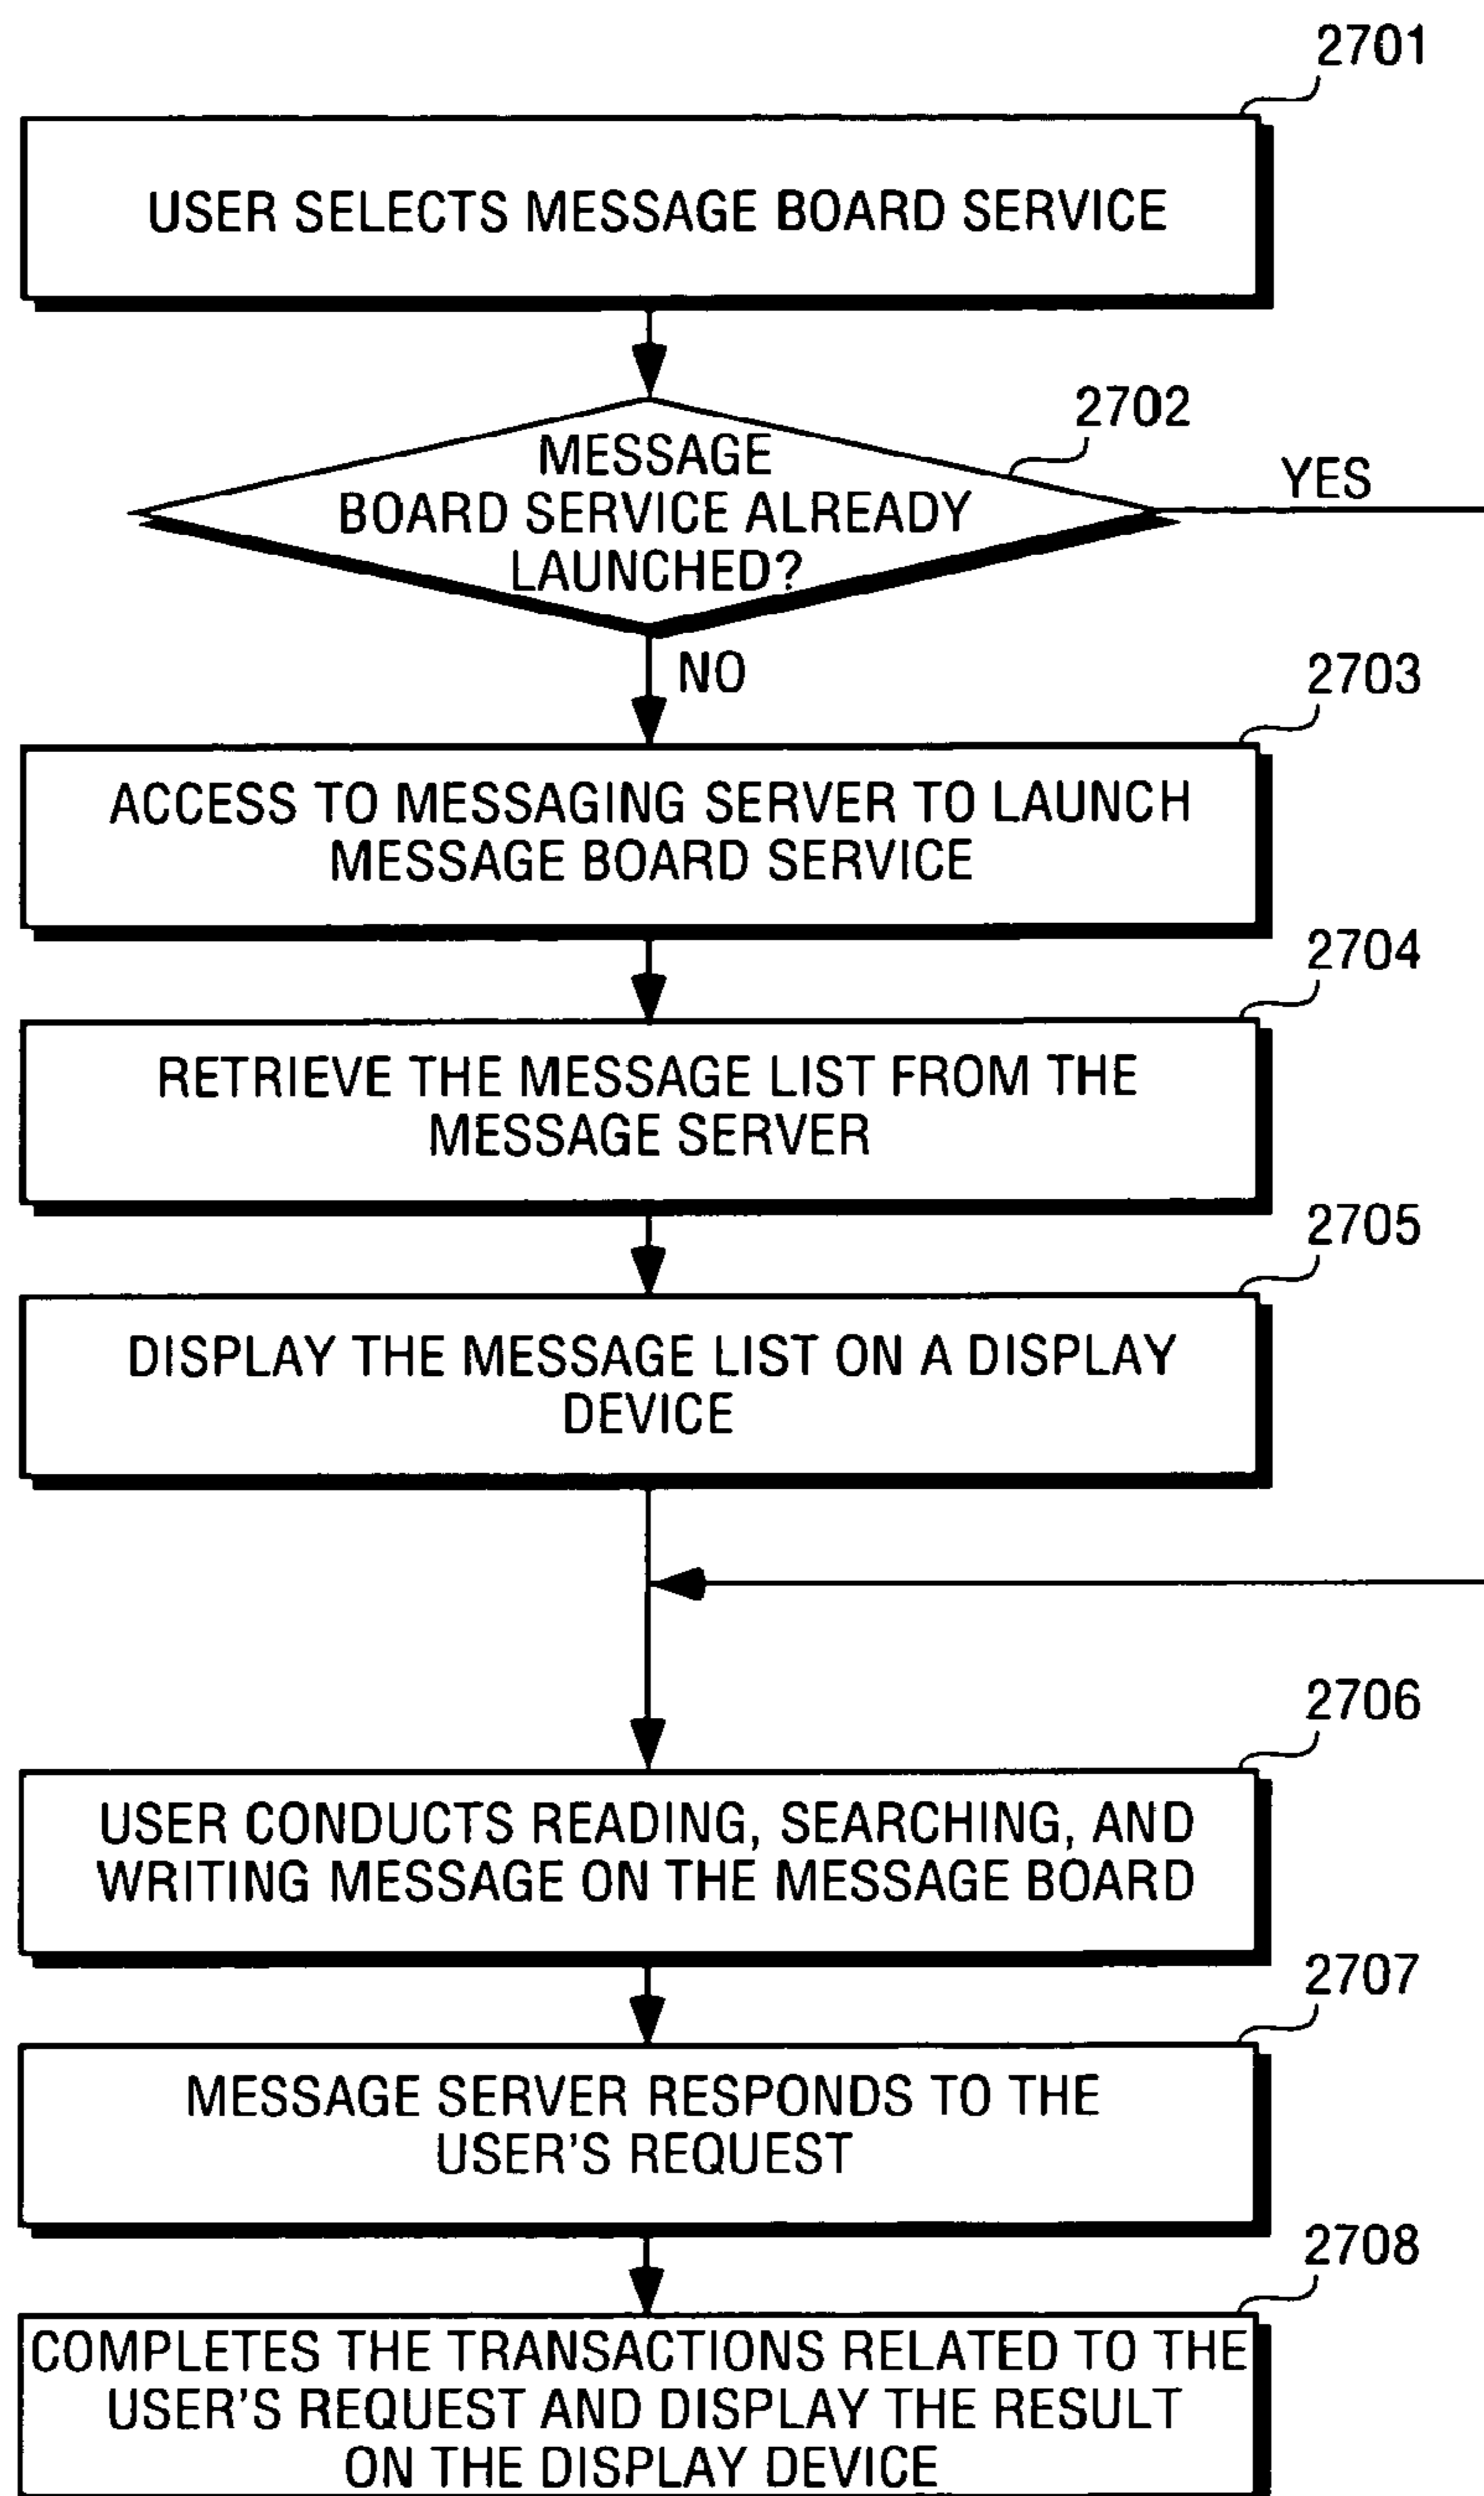 2701
USER SELECTS MESSAGE BOARD SERVICE
2702
MESSAGE
BOARD SERVICE ALREADY
LAUNCHED?
YES
NO
2703
ACCESS TO MESSAGING SERVER TO LAUNCH
MESSAGE BOARD SERVICE
2704
RETRIEVE THE MESSAGE LIST FROM THE
MESSAGE SERVER
2705
DISPLAY THE MESSAGE LIST ON A DISPLAY
DEVICE
2706
USER CONDUCTS READING, SEARCHING, AND
WRITING MESSAGE ON THE MESSAGE BOARD
2707
MESSAGE SERVER RESPONDS TO THE
USER'S REQUEST
2708
COMPLETES THE TRANSACTIONS RELATED TO THE
USER'S REQUEST AND DISPLAY THE RESULT
ON THE DISPLAY DEVICE